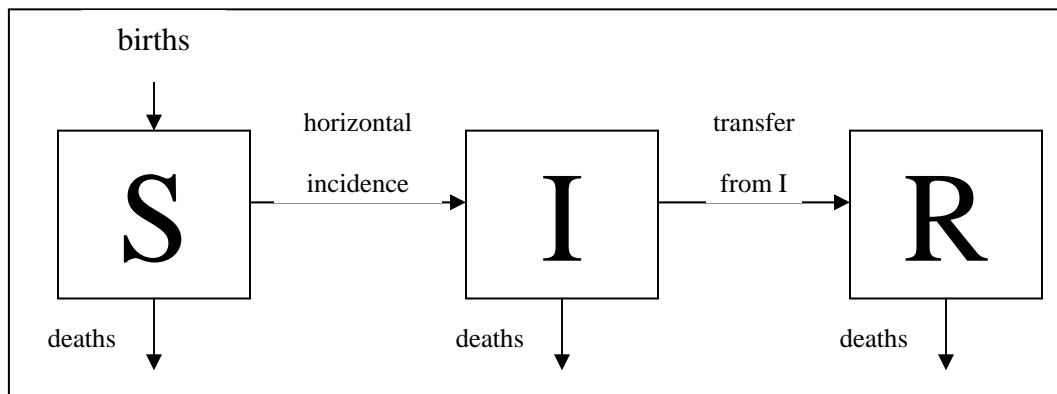 births
horizontal
transfer
incidence
from I
S
I
R
deaths
deaths
deaths